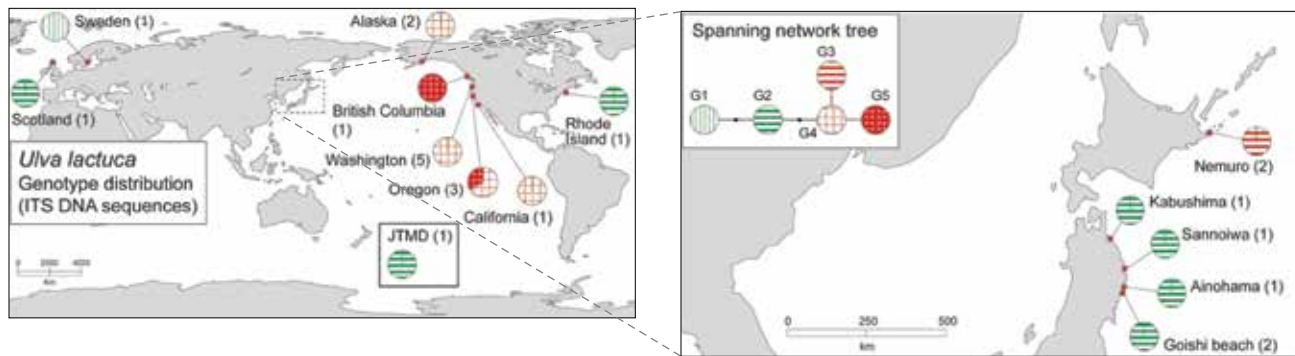 Sweden (1)
Alaska (2)
Scotland (1)
British Columbia
(1)
Rhode
Island (1)
Washington (5)
Oregon (3)
California (1)
Ulva lactuca
Genotype distribution
(ITS DNA sequences)
JTMD (1)
0 2000 4000
Km
Spanning network tree
G1
G2
G3
G4
G5
Nemuro (2)
Kabushima (1)
Sannoiwa (1)
Ainohama (1)
Goishi beach (2)
0 250 500
km